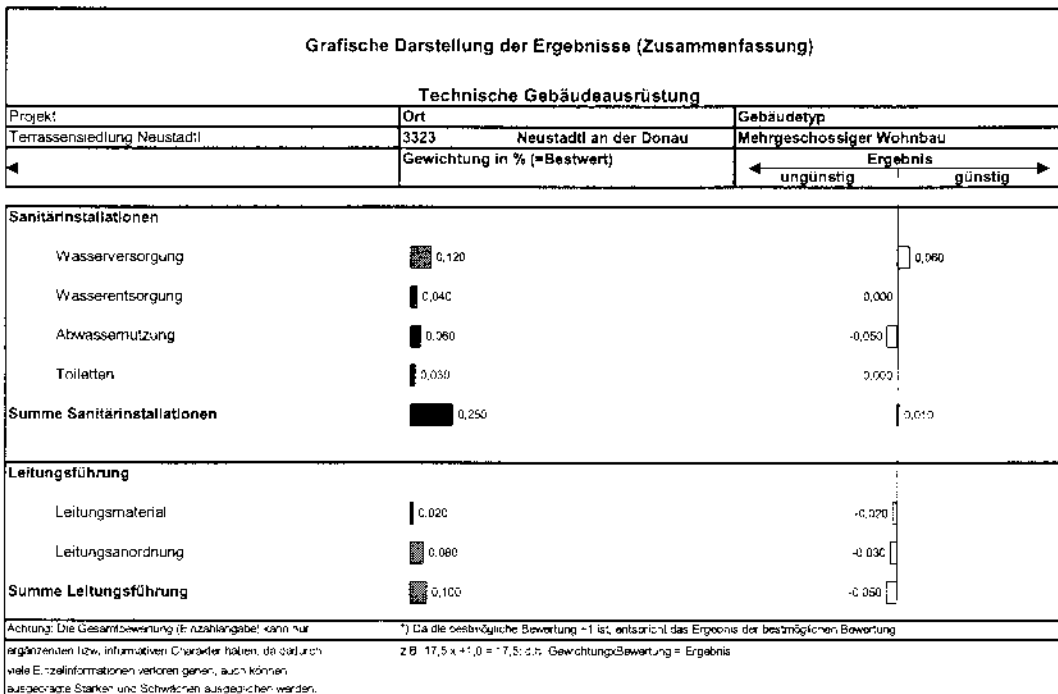 Grafische Darstellung der Ergebnisse (Zusammenfassung)
Technische Gebäudeausrüstung
Projekt Ort Gebäudetyp
Terrassensiedlung Neustadtl 3323 Neustadtl an der Donau Mehrgeschossiger Wohnbau
Gewichtung in % (=Bestwert) Ergebnis
ungünstig günstig
Sanitärinstallationen
Wasserversorgung 0,120 0,060
Wasserentsorgung 0,040 0,000
Abwassernutzung 0,060 -0,050
Toiletten 0,030 0,000
Summe Sanitärinstallationen 0,250 0,010
Leitungsführung
Leitungsmaterial 0,020 -0,020
Leitungsanordnung 0,080 -0,030
Summe Leitungsführung 0,100 -0,050
Achtung: Die Gesamtbewertung (Einzahlangabe) kann nur *) Da die bestmögliche Bewertung +1 ist, entspricht das Ergebnis der bestmöglichen Bewertung
ergänzenden bzw. informativen Charakter haben, da dadurch z.B. 17,5 x +1,0 = 17,5; d.h. Gewichtung x Bewertung = Ergebnis
viele Einzelinformationen verloren gehen, auch können
ausgeprägte Stärken und Schwächen ausgeglichen werden.